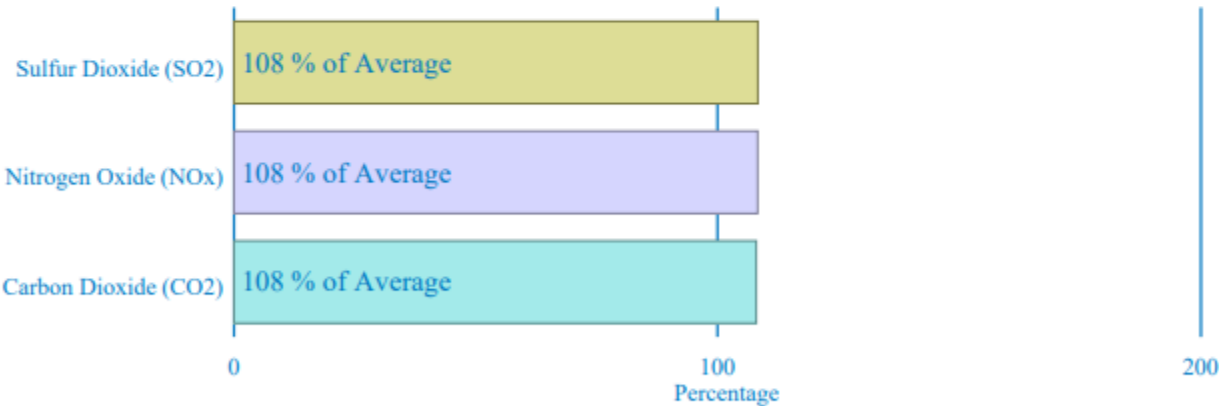 Sulfur Dioxide (SO2) 108 % of Average
Nitrogen Oxide (NOx) 108 % of Average
Carbon Dioxide (CO2) 108 % of Average
0 100 200
Percentage